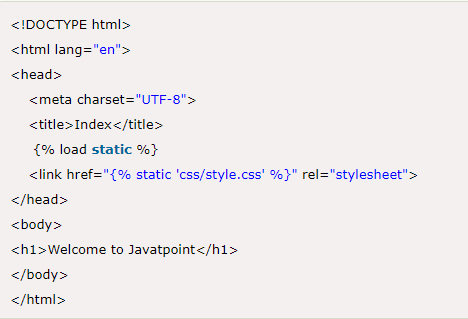 <!DOCTYPE html>
<html lang="en">
<head>
<meta charset="UTF-8">
<title>Index</title>
{% load static %}
<link href="{% static 'css/style.css' %}" rel="stylesheet">
</head>
<body>
<h1>Welcome to Javatpoint</h1>
</body>
</html>